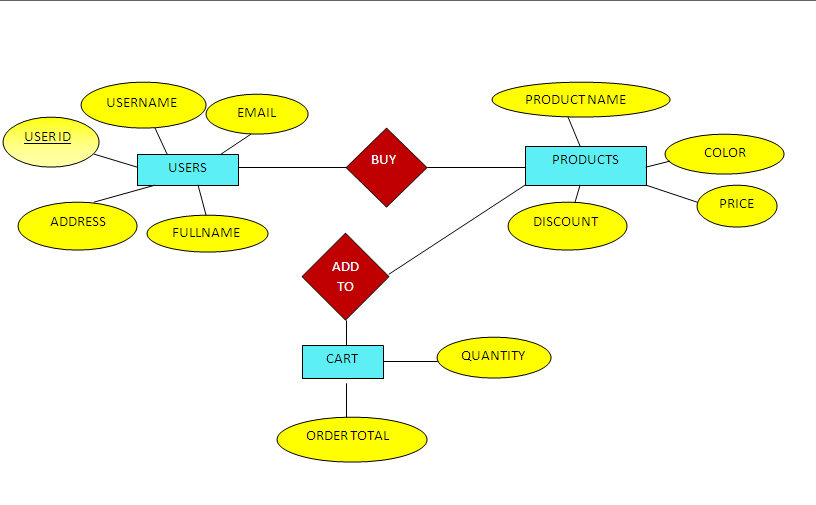 USERNAME
EMAIL
USER ID
USERS
ADDRESS
FULLNAME
BUY
PRODUCT NAME
PRODUCTS
COLOR
PRICE
DISCOUNT
ADD
TO
CART
QUANTITY
ORDER TOTAL